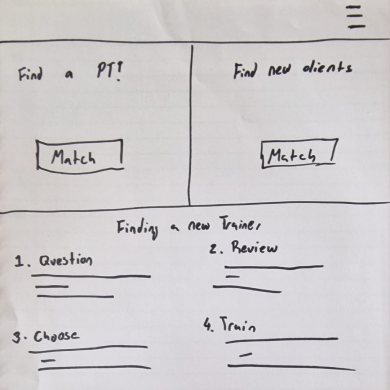 Find a PT!
Find new clients
Match
Match
Finding a new Trainer
1. Question
2. Review
3. Choose
4. Train